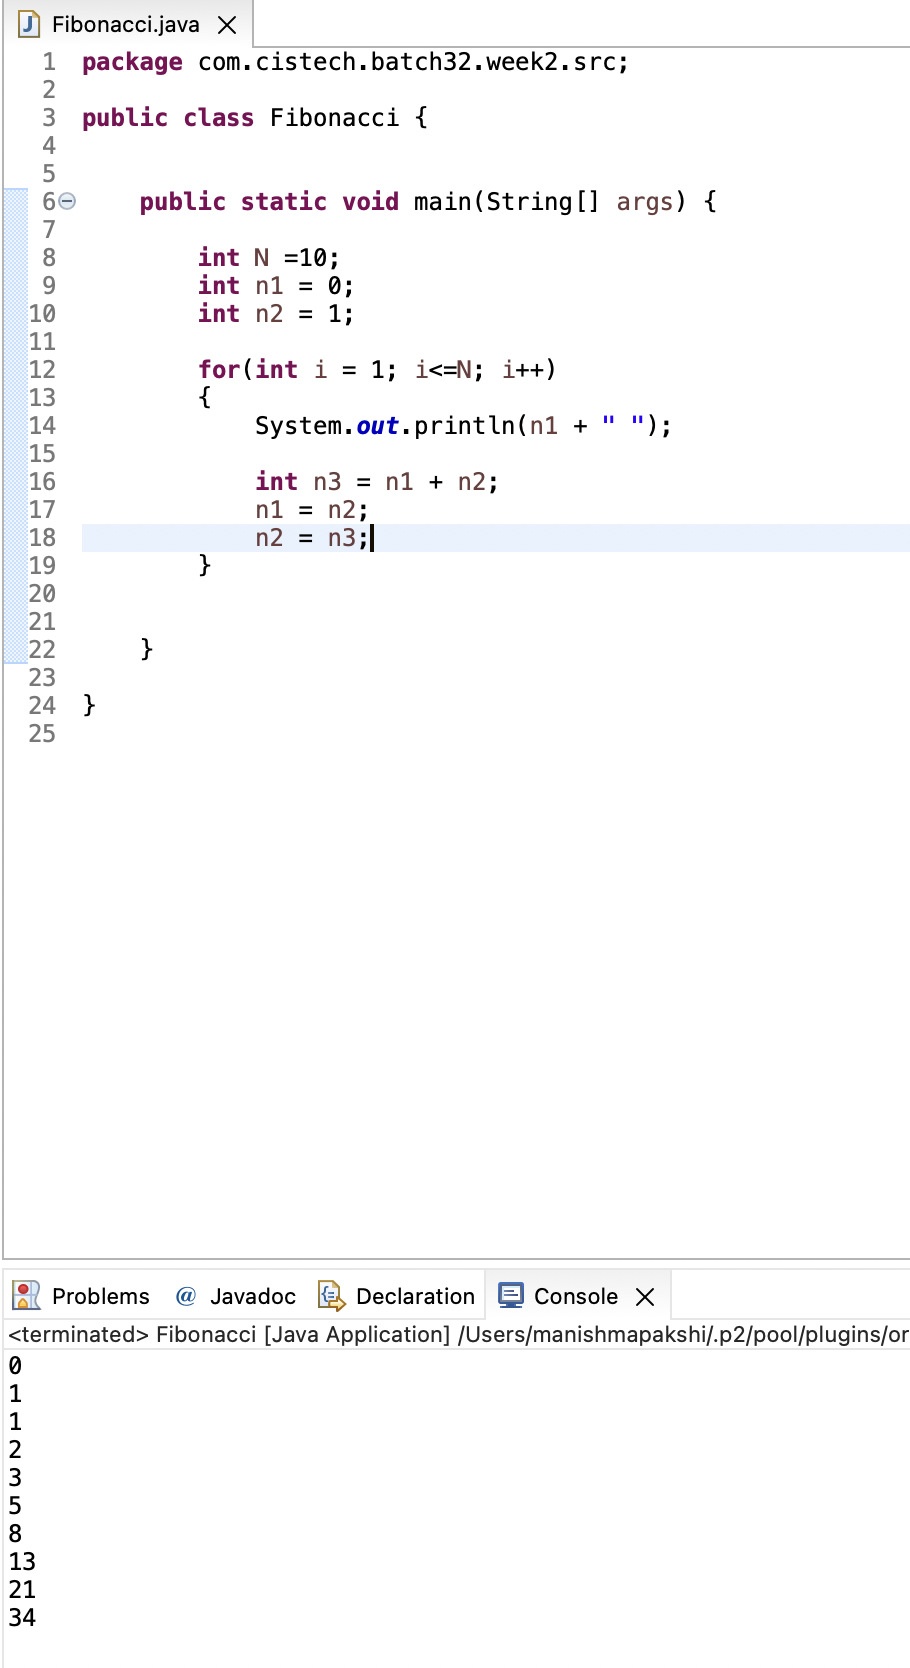 Fibonacci.java
1 package com.cistech.batch32.week2.src;
2
3 public class Fibonacci {
4
5
6 public static void main(String[] args) {
7
8 int N =10;
9 int n1 = 0;
10 int n2 = 1;
11
12 for(int i = 1; i<=N; i++)
13 {
14 System.out.println(n1 + " ");
15
16 int n3 = n1 + n2;
17 n1 = n2;
18 n2 = n3;
19 }
20
21
22 }
23
24 }
25
Problems @ Javadoc Declaration Console
<terminated> Fibonacci [Java Application] /Users/manishmapakshi/.p2/pool/plugins/or
0
1
1
2
3
5
8
13
21
34